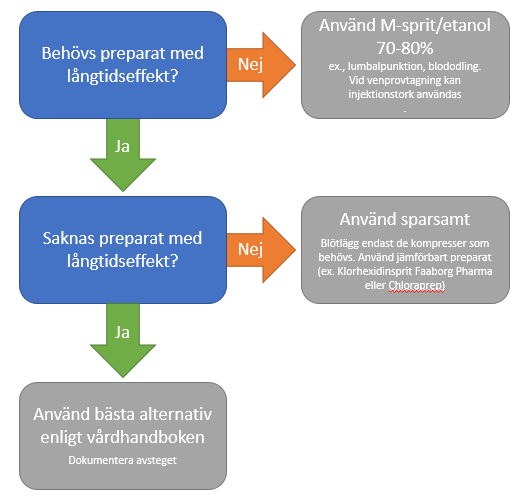 Behövs preparat med
långtidseffekt?
Nej
Använd M-sprit/etanol
70-80%
ex., lumbalpunktion, blododling.
Vid venprovtagning kan
injektionstork användas
.
Ja
Saknas preparat med
långtidseffekt?
Nej
Använd sparsamt
Blötlägg endast de kompresser som
behövs. Använd jämförbart preparat
(ex. Klorhexidinsprit Faaborg Pharma
eller Chloraprep)
Ja
Använd bästa alternativ
enligt vårdhandboken
Dokumentera avsteget